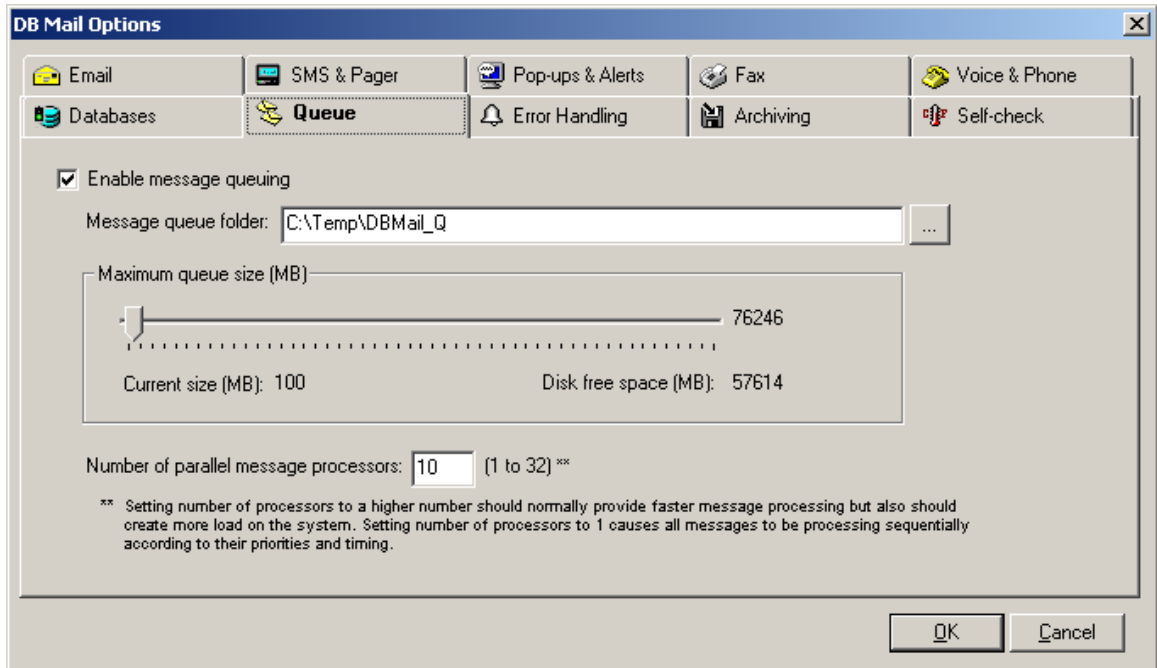 DB Mail Options
Email
SMS & Pager
Pop-ups & Alerts
Fax
Voice & Phone
Databases
Queue
Error Handling
Archiving
Self-check
Enable message queuing
Message queue folder: C:\Temp\DBMail_Q ...
Maximum queue size (MB)
76246
Current size (MB): 100 Disk free space (MB): 57614
Number of parallel message processors: 10 (1 to 32) **
** Setting number of processors to a higher number should normally provide faster message processing but also should
create more load on the system. Setting number of processors to 1 causes all messages to be processing sequentially
according to their priorities and timing.
OK Cancel